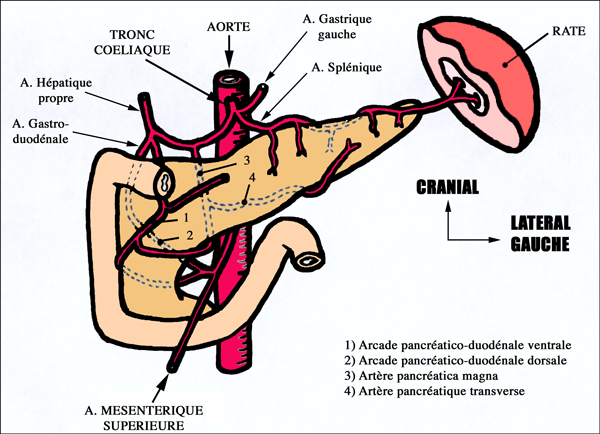 A. Gastrique
gauche
AORTE
TRONC
COELIAQUE
RATE
A. Splénique
A. Hépatique
propre
A. Gastro-
duodénale
3
4
1
2
CRANIAL
LATERAL
GAUCHE
1) Arcade pancréatico-duodénale ventrale
2) Arcade pancréatico-duodénale dorsale
3) Artère pancréatica magna
4) Artère pancréatique transverse
A. MESENTERIQUE
SUPERIEURE